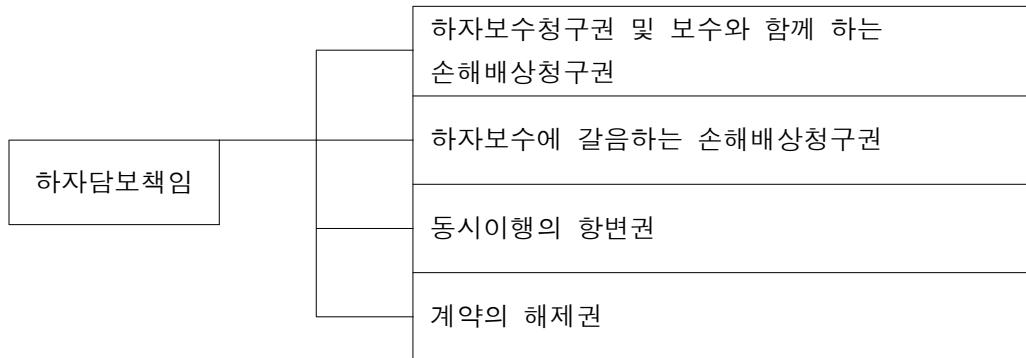 하자담보책임
하자보수청구권 및 보수와 함께 하는
손해배상청구권
하자보수에 갈음하는 손해배상청구권
동시이행의 항변권
계약의 해제권